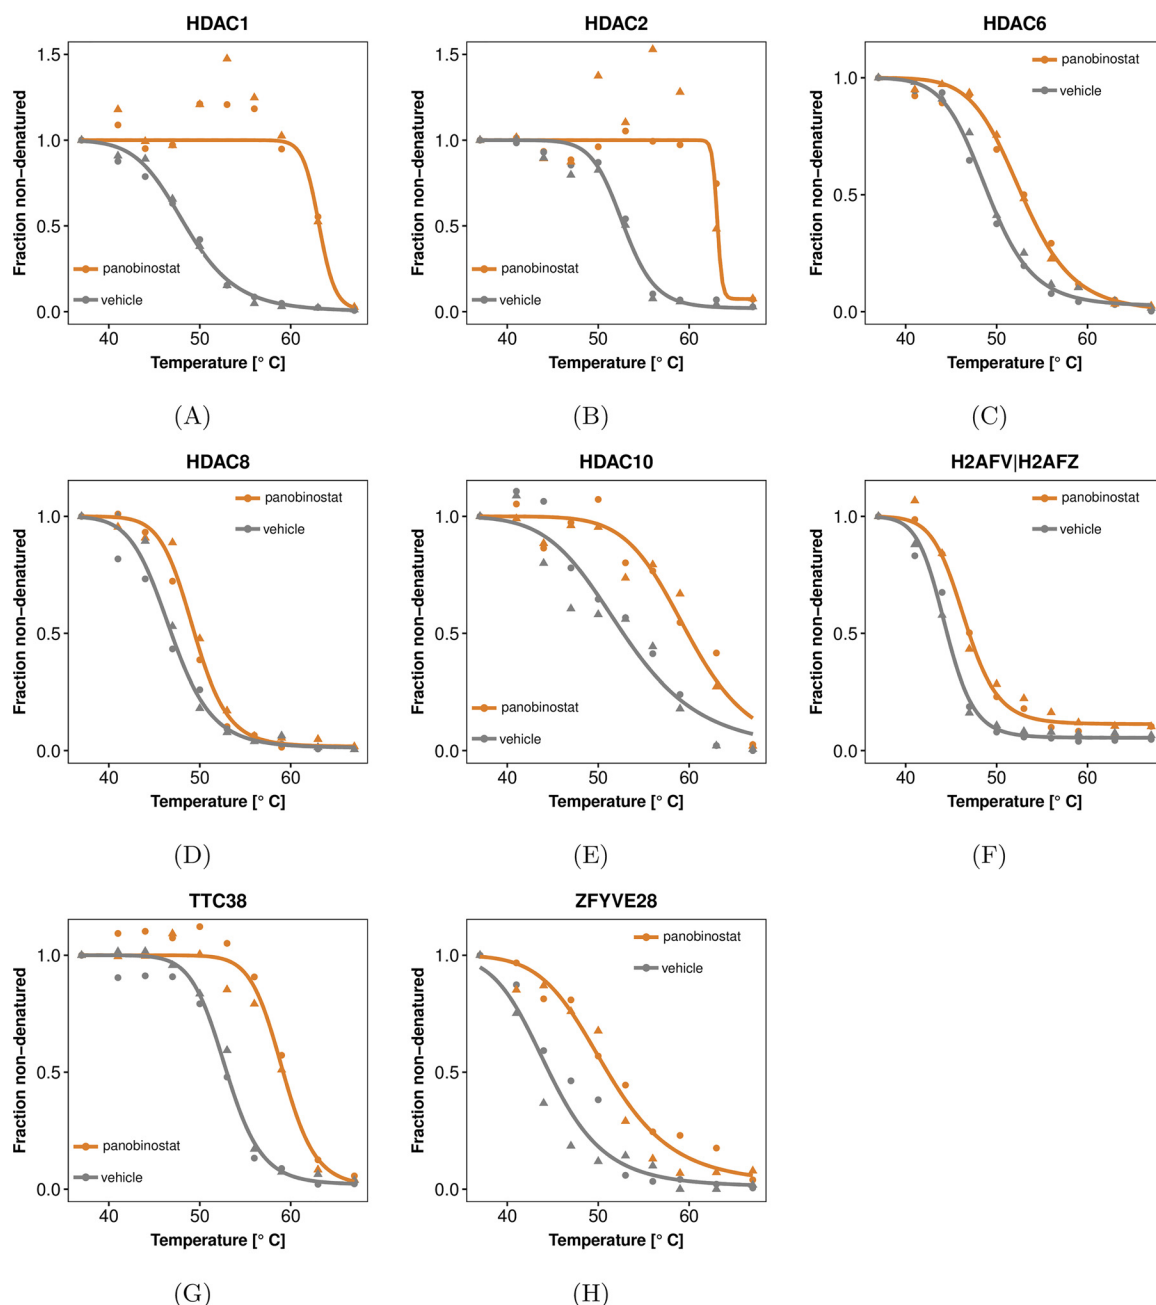 HDAC1
Fraction non−denatured
1.5
1.0
0.5
0.0
panobinostat
vehicle
40 50 60
Temperature [° C]
(A)
HDAC2
Fraction non−denatured
1.5
1.0
0.5
0.0
panobinostat
vehicle
40 50 60
Temperature [° C]
(B)
HDAC6
Fraction non−denatured
1.0
0.5
0.0
panobinostat
vehicle
40 50 60
Temperature [° C]
(C)
HDAC8
Fraction non−denatured
1.0
0.5
0.0
panobinostat
vehicle
40 50 60
Temperature [° C]
(D)
HDAC10
Fraction non−denatured
1.0
0.5
0.0
panobinostat
vehicle
40 50 60
Temperature [° C]
(E)
H2AFV|H2AFZ
Fraction non−denatured
1.0
0.5
0.0
panobinostat
vehicle
40 50 60
Temperature [° C]
(F)
TTC38
Fraction non−denatured
1.0
0.5
0.0
panobinostat
vehicle
40 50 60
Temperature [° C]
(G)
ZFYVE28
Fraction non−denatured
1.0
0.5
0.0
panobinostat
vehicle
40 50 60
Temperature [° C]
(H)